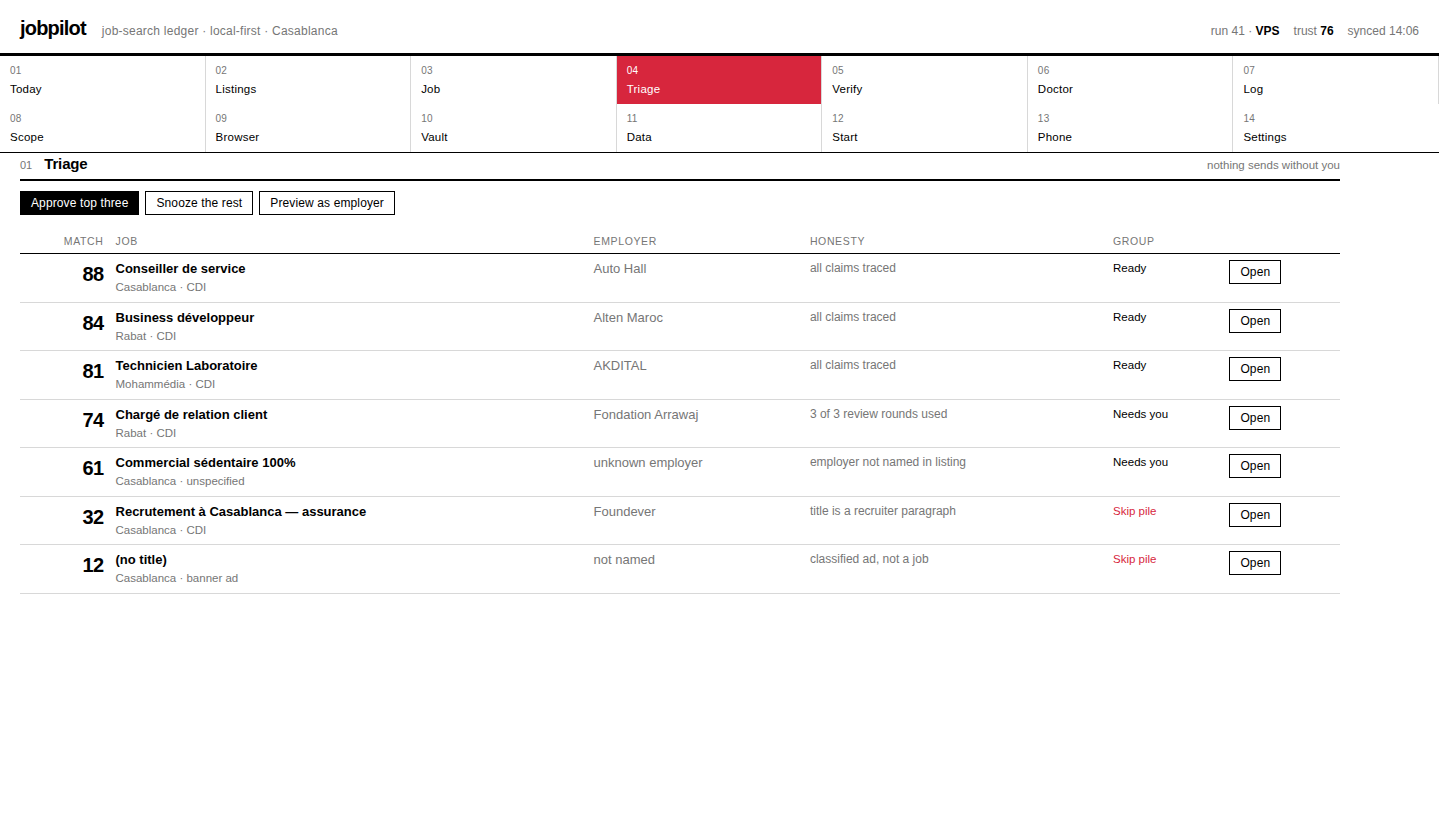 jobpilot job-search ledger · local-first · Casablanca run 41 · VPS trust 76 synced 14:06
01 02 03 04 05 06 07
Today Listings Job Triage Verify Doctor Log
08 09 10 11 12 13 14
Scope Browser Vault Data Start Phone Settings
01 Triage nothing sends without you
Approve top three Snooze the rest Preview as employer
MATCH JOB EMPLOYER HONESTY GROUP
88 Conseiller de service Auto Hall all claims traced Ready Open
Casablanca · CDI
84 Business développeur Alten Maroc all claims traced Ready Open
Rabat · CDI
81 Technicien Laboratoire AKDITAL all claims traced Ready Open
Mohammédia · CDI
74 Chargé de relation client Fondation Arrawaj 3 of 3 review rounds used Needs you Open
Rabat · CDI
61 Commercial sédentaire 100% unknown employer employer not named in listing Needs you Open
Casablanca · unspecified
32 Recrutement à Casablanca — assurance Foundever title is a recruiter paragraph Skip pile Open
Casablanca · CDI
12 (no title) not named classified ad, not a job Skip pile Open
Casablanca · banner ad